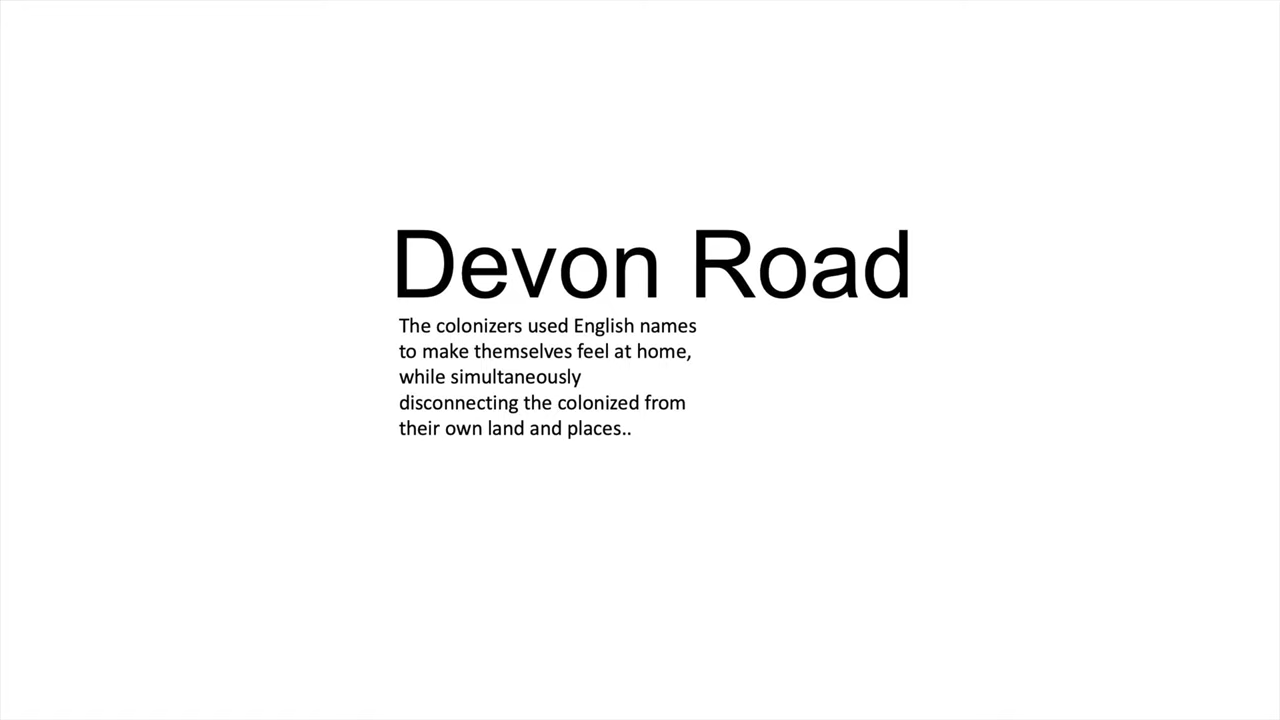 Devon Road
The colonizers used English names
to make themselves feel at home,
while simultaneously
disconnecting the colonized from
their own land and places..